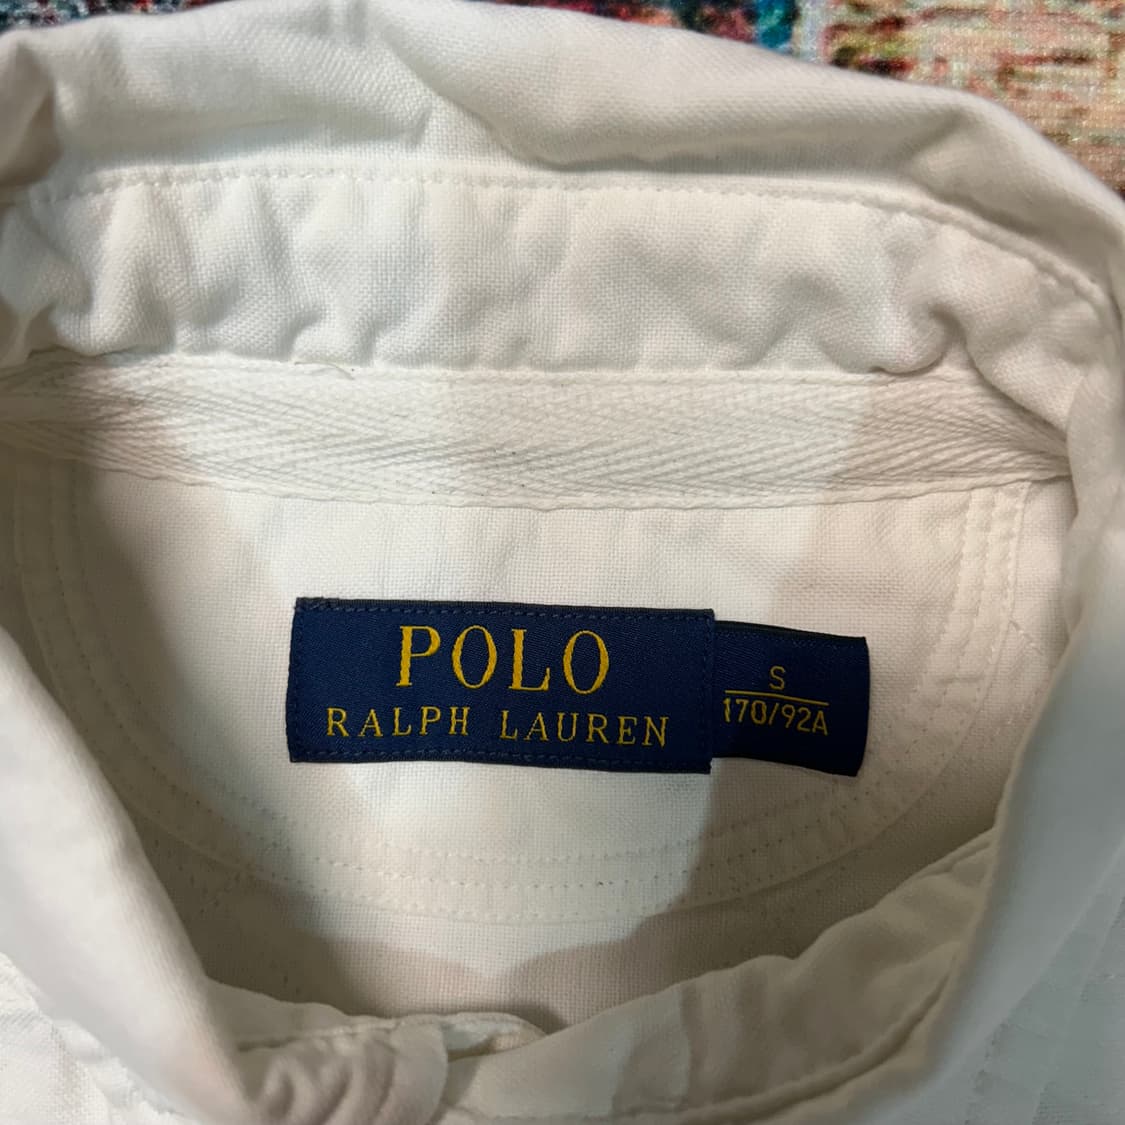 POLO
RALPH LAUREN
S
170/92A